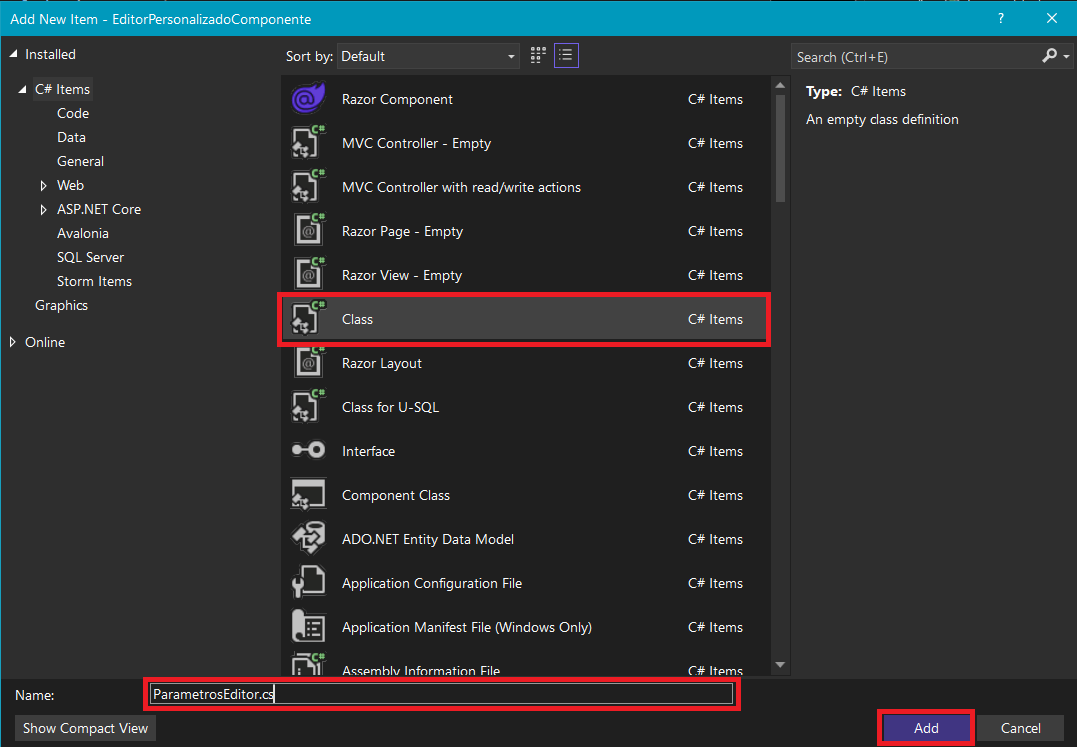 Add New Item - EditorPersonalizadoComponente
?
Installed
C# Items
Code
Data
General
Web
ASP.NET Core
Avalonia
SQL Server
Storm Items
Graphics
Online
Sort by: Default
Razor Component C# Items
MVC Controller - Empty C# Items
MVC Controller with read/write actions C# Items
Razor Page - Empty C# Items
Razor View - Empty C# Items
Class C# Items
Razor Layout C# Items
Class for U-SQL C# Items
Interface C# Items
Component Class C# Items
ADO.NET Entity Data Model C# Items
Application Configuration File C# Items
Application Manifest File (Windows Only) C# Items
Assembly Information File C# Items
Search (Ctrl+E)
Type: C# Items
An empty class definition
Name: ParametrosEditor.cs
Show Compact View
Add
Cancel